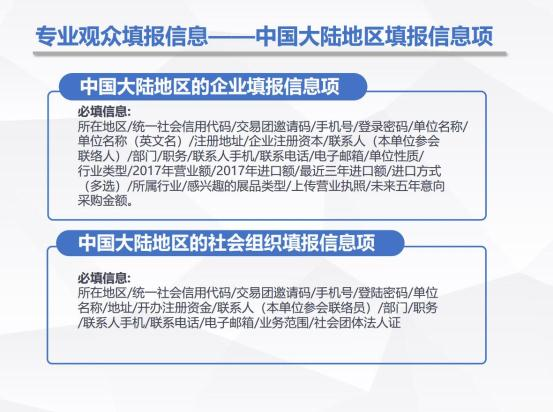 专业观众填报信息——中国大陆地区填报信息项
中国大陆地区的企业填报信息项
必填信息:
所在地区/统一社会信用代码/交易团邀请码/手机号/登录密码/单位名称/
单位名称（英文名）/注册地址/企业注册资本/联系人（本单位参会
联络人）/部门/职务/联系人手机/联系电话/电子邮箱/单位性质/
行业类型/2017年营业额/2017年进口额/最近三年进口额/进口方式
（多选）/所属行业/感兴趣的展品类型/上传营业执照/未来五年意向
采购金额。
中国大陆地区的社会组织填报信息项
必填信息:
所在地区/统一社会信用代码/交易团邀请码/手机号/登陆密码/单位
名称/地址/开办注册资金/联系人（本单位参会联络员）/部门/职务
/联系人手机/联系电话/电子邮箱/业务范围/社会团体法人证